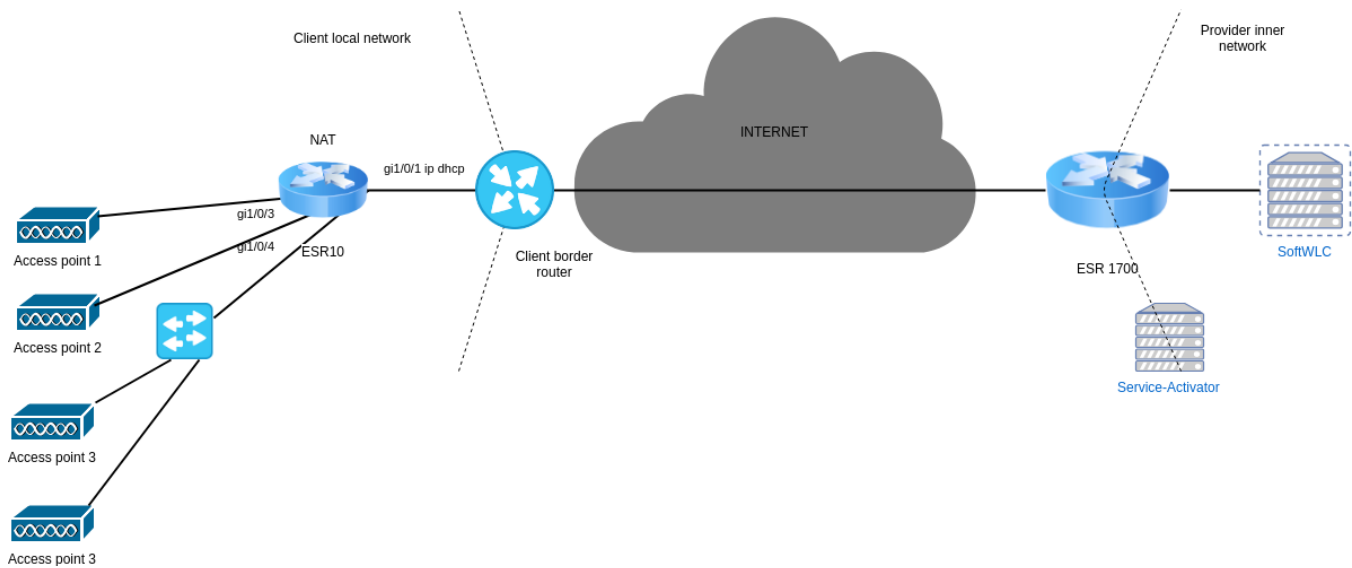 Client local network
Provider inner
network
INTERNET
NAT
gi1/0/1 ip dhcp
gi1/0/3
gi1/0/4
ESR10
Access point 1
Client border
router
SoftWLC
ESR 1700
Access point 2
Service-Activator
Access point 3
Access point 3